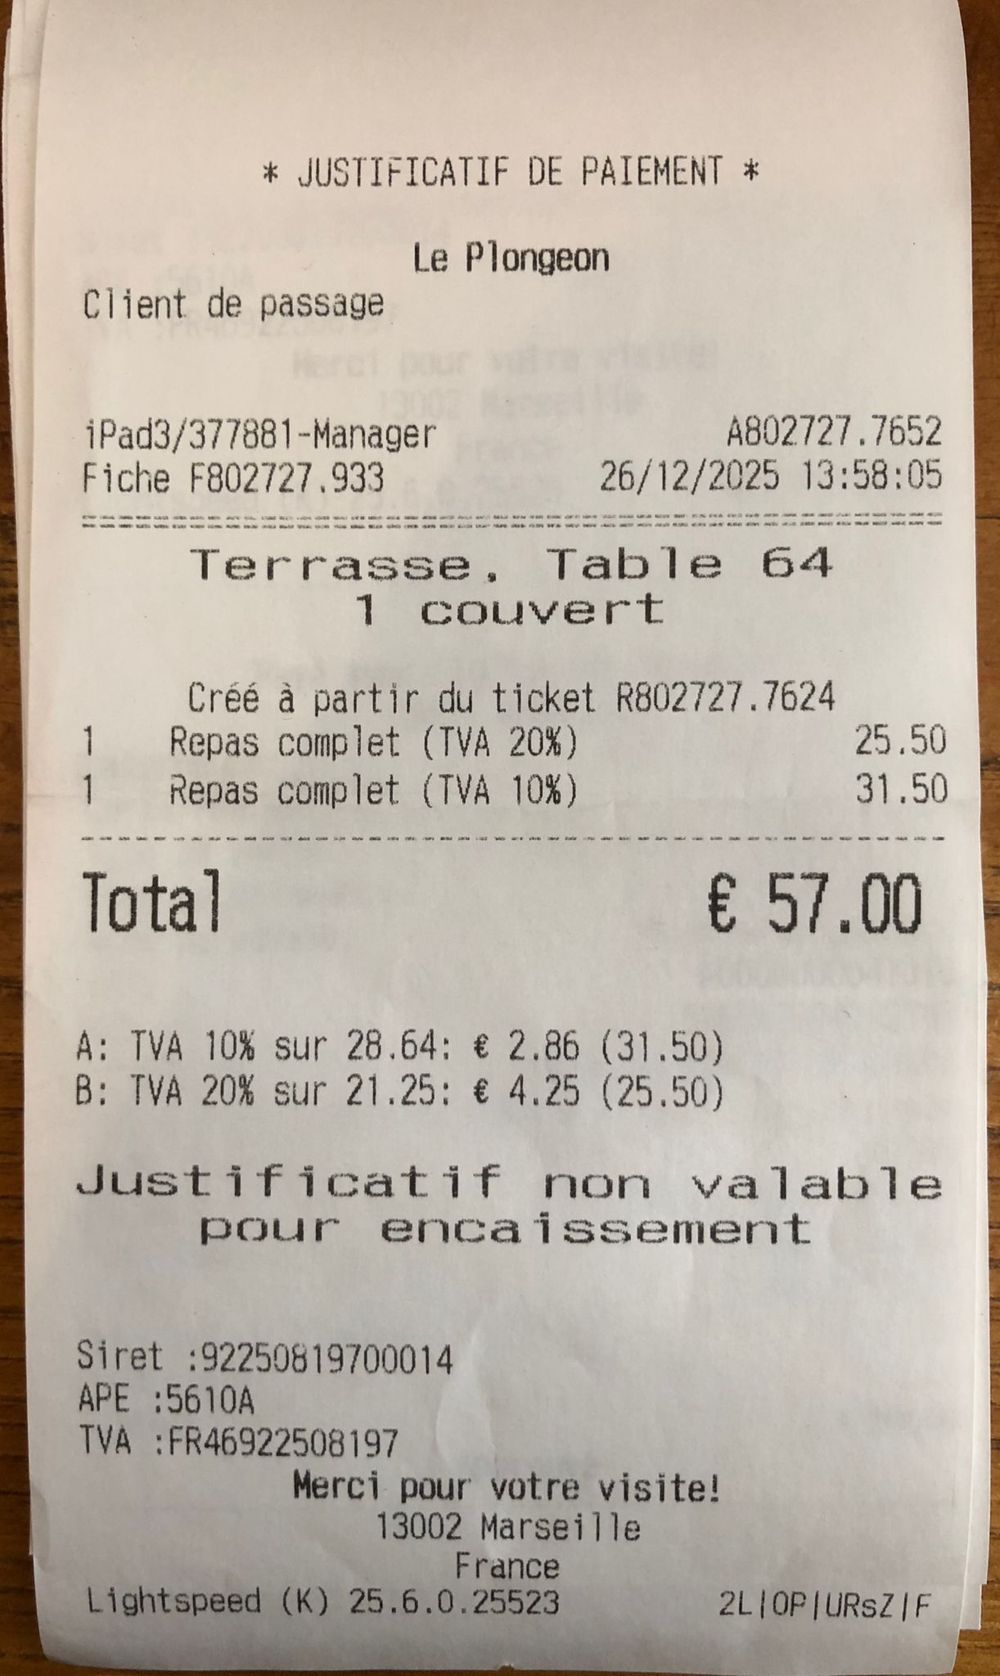 * JUSTIFICATIF DE PAIEMENT *
Le Plongeon
Client de passage
iPad3/377881-Manager A802727.7652
Fiche F802727.933 26/12/2025 13:58:05
Terrasse, Table 64
1 couvert
Créé à partir du ticket R802727.7624
1 Repas complet (TVA 20%) 25.50
1 Repas complet (TVA 10%) 31.50
Total € 57.00
A: TVA 10% sur 28.64: € 2.86 (31.50)
B: TVA 20% sur 21.25: € 4.25 (25.50)
Justificatif non valable
pour encaissement
Siret :92250819700014
APE :5610A
TVA :FR46922508197
Merci pour votre visite!
13002 Marseille
France
Lightspeed (K) 25.6.0.25523 2L|OP|URsZ|F